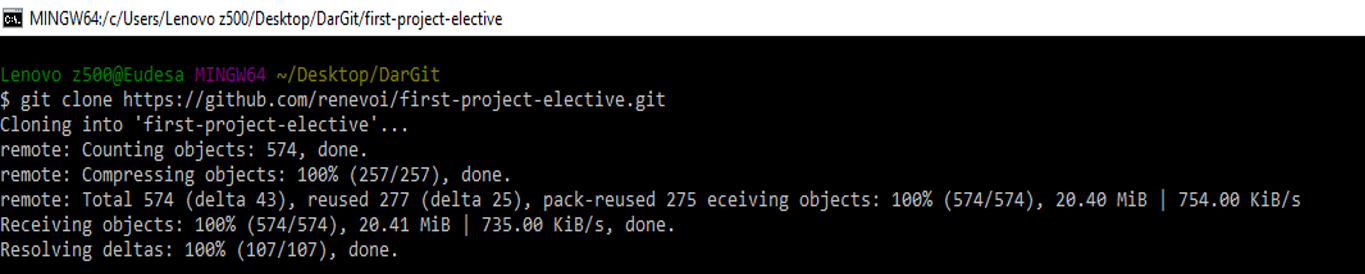 MINGW64:/c/Users/Lenovo z500/Desktop/DarGit/first-project-elective
Lenovo z500@Eudesa MINGW64 ~/Desktop/DarGit
$ git clone https://github.com/renevoi/first-project-elective.git
Cloning into 'first-project-elective'...
remote: Counting objects: 574, done.
remote: Compressing objects: 100% (257/257), done.
remote: Total 574 (delta 43), reused 277 (delta 25), pack-reused 275 eceiving objects: 100% (574/574), 20.40 MiB | 754.00 KiB/s
Receiving objects: 100% (574/574), 20.41 MiB | 735.00 KiB/s, done.
Resolving deltas: 100% (107/107), done.